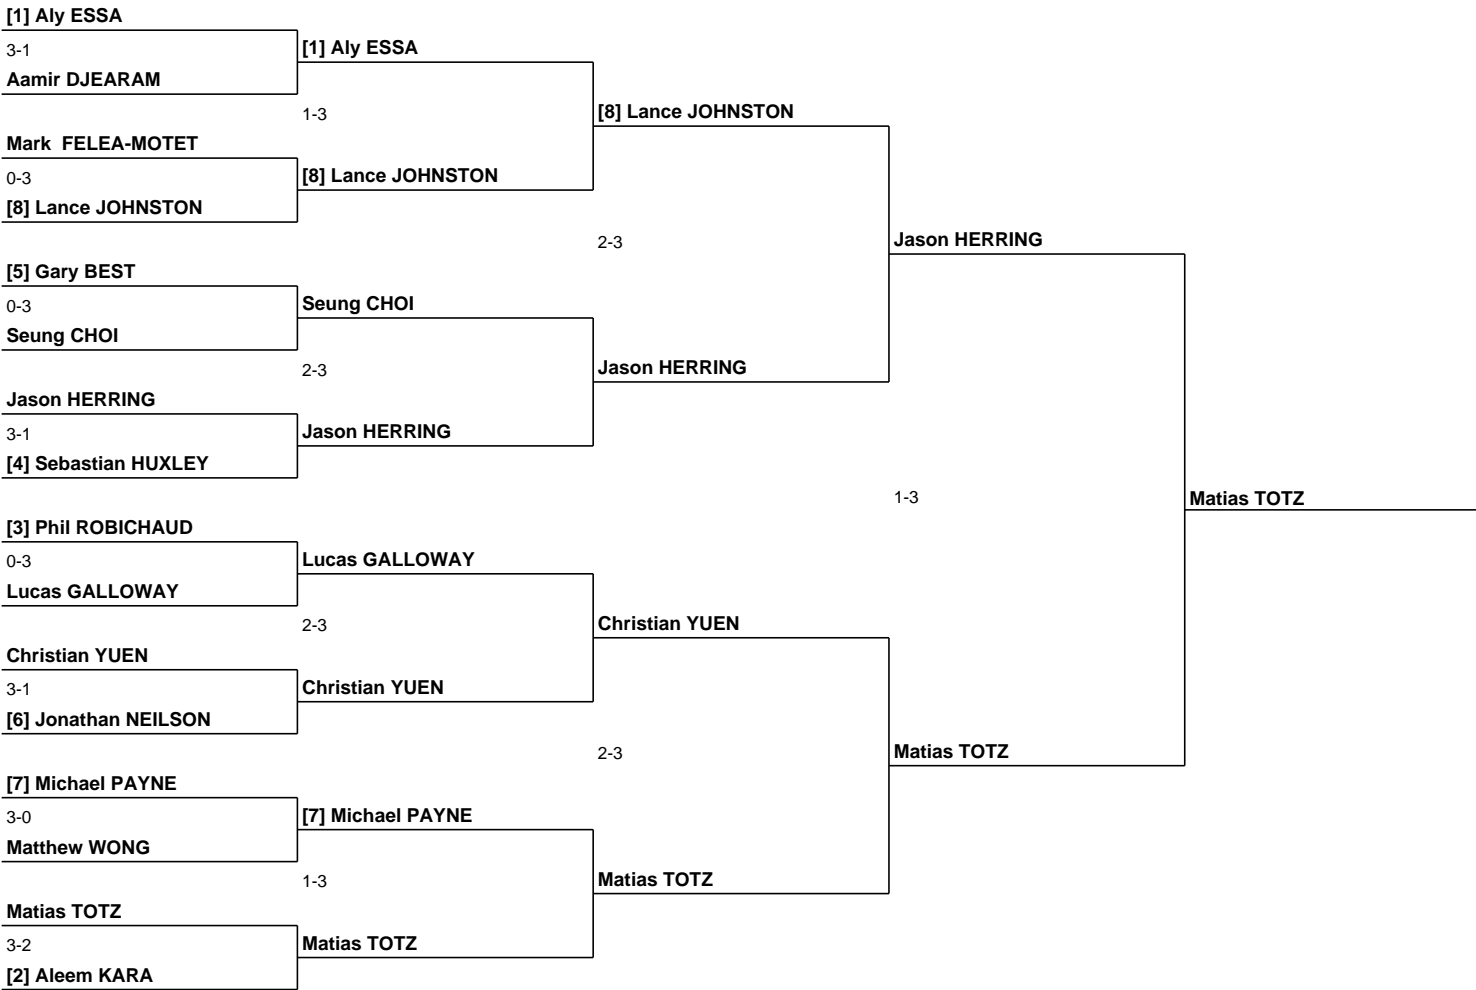 [1] Aly ESSA
3-1
Aamir DJEARAM
Mark  FELEA-MOTET
0-3
[8] Lance JOHNSTON
[5] Gary BEST
0-3
Seung CHOI
Jason HERRING
3-1
[4] Sebastian HUXLEY
[3] Phil ROBICHAUD
0-3
Lucas GALLOWAY
Christian YUEN
3-1
[6] Jonathan NEILSON
[7] Michael PAYNE
3-0
Matthew WONG
Matias TOTZ
3-2
[2] Aleem KARA
[1] Aly ESSA
1-3
[8] Lance JOHNSTON
Seung CHOI
2-3
Jason HERRING
Lucas GALLOWAY
2-3
Christian YUEN
[7] Michael PAYNE
1-3
Matias TOTZ
[8] Lance JOHNSTON
2-3
Jason HERRING
Christian YUEN
2-3
Matias TOTZ
Jason HERRING
1-3
Matias TOTZ
Matias TOTZ